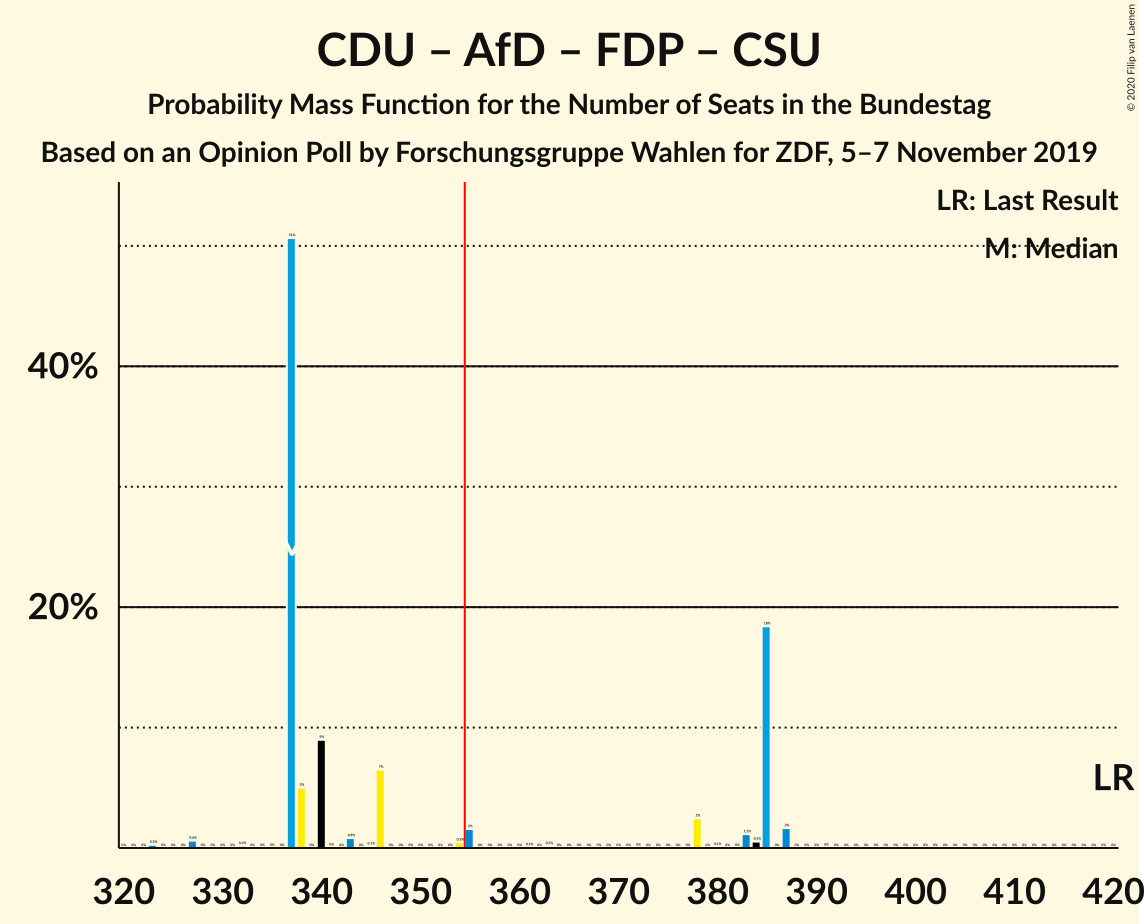 CDU – AfD – FDP – CSU
Probability Mass Function for the Number of Seats in the Bundestag
Based on an Opinion Poll by Forschungsgruppe Wahlen for ZDF, 5–7 November 2019
© 2020 Filip van Laenen
LR: Last Result
M: Median
40%
20%
M
LR
320 330 340 350 360 370 380 390 400 410 420